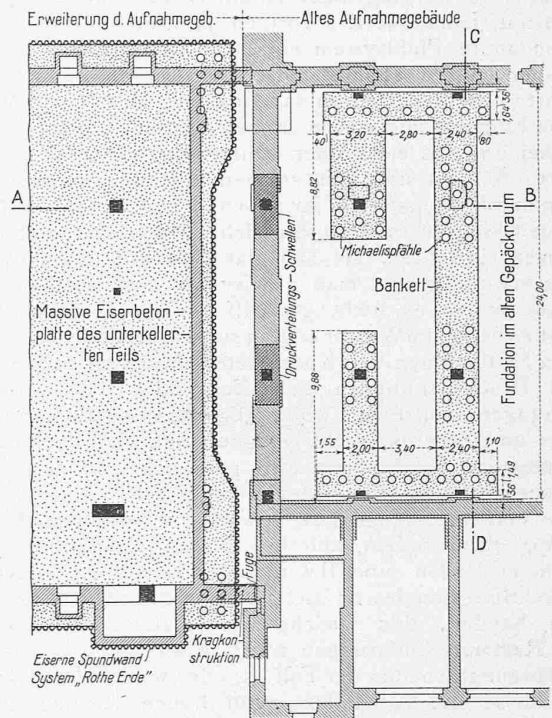 Erweiterung d. Aufnahmegeb.
Altes Aufnahmegebäude
C
56
1,64
40
3,20
2,80
2,40
80
8,82
A
B
Michaelispfähle
Bankett
Massive Eisenbeton-
platte des unterkeller-
ten Teils
Druckverteilungs-Schwellen
Fundation im alten Gepäckraum
24,00
9,88
1,55
2,00
3,40
2,40
1,10
1,49
56
D
Fuge
Kragkon-
struktion
Eiserne Spundwand
System „Rothe Erde"